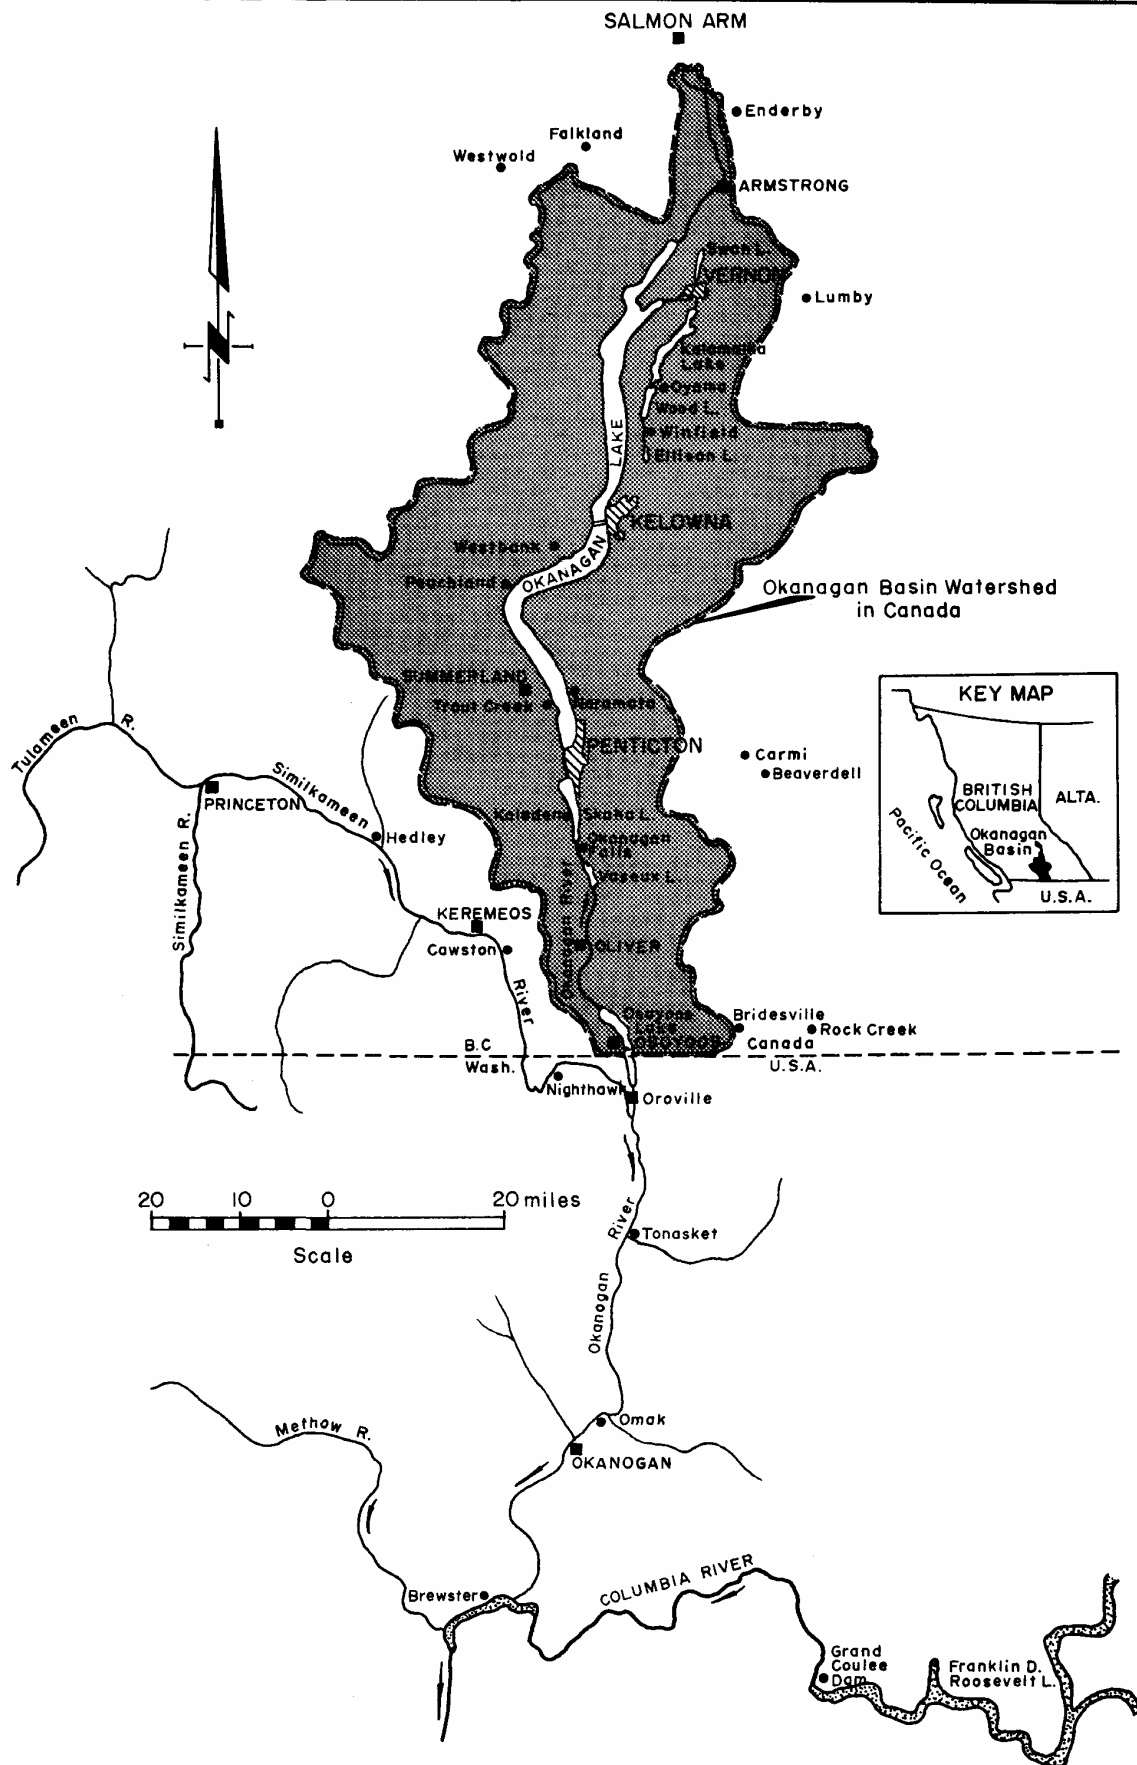 SALMON ARM
Enderby
Falkland
Westwold
ARMSTRONG
Swan L.
VERNON
Lumby
Kalamalka
Lake
Oyama
Wood L.
Winfield
Ellison L.
LAKE
KELOWNA
Westbank
OKANAGAN
Peachland
Okanagan Basin Watershed
in Canada
SUMMERLAND
Trout Creek
Naramata
PENTICTON
Carmi
Beaverdell
KEY MAP
BRITISH
COLUMBIA
ALTA.
Okanagan
Basin
Pacific Ocean
U.S.A.
Tulameen
R.
PRINCETON
Similkameen
Hedley
Similkameen R.
Kaledena
Skaha L.
Okanagan
Falls
Vaseux L.
Okanagan River
KEREMEOS
Cawston
OLIVER
River
Osoyoos
Lake
OSOYOOS
Bridesville
Rock Creek
B.C
Canada
Wash.
U.S.A.
Nighthawk
Oroville
20 10 0 20 miles
Scale
River
Tonasket
Okanogan
Omak
OKANOGAN
Methow R.
Brewster
COLUMBIA RIVER
Grand
Coulee
Dam
Franklin D.
Roosevelt L.